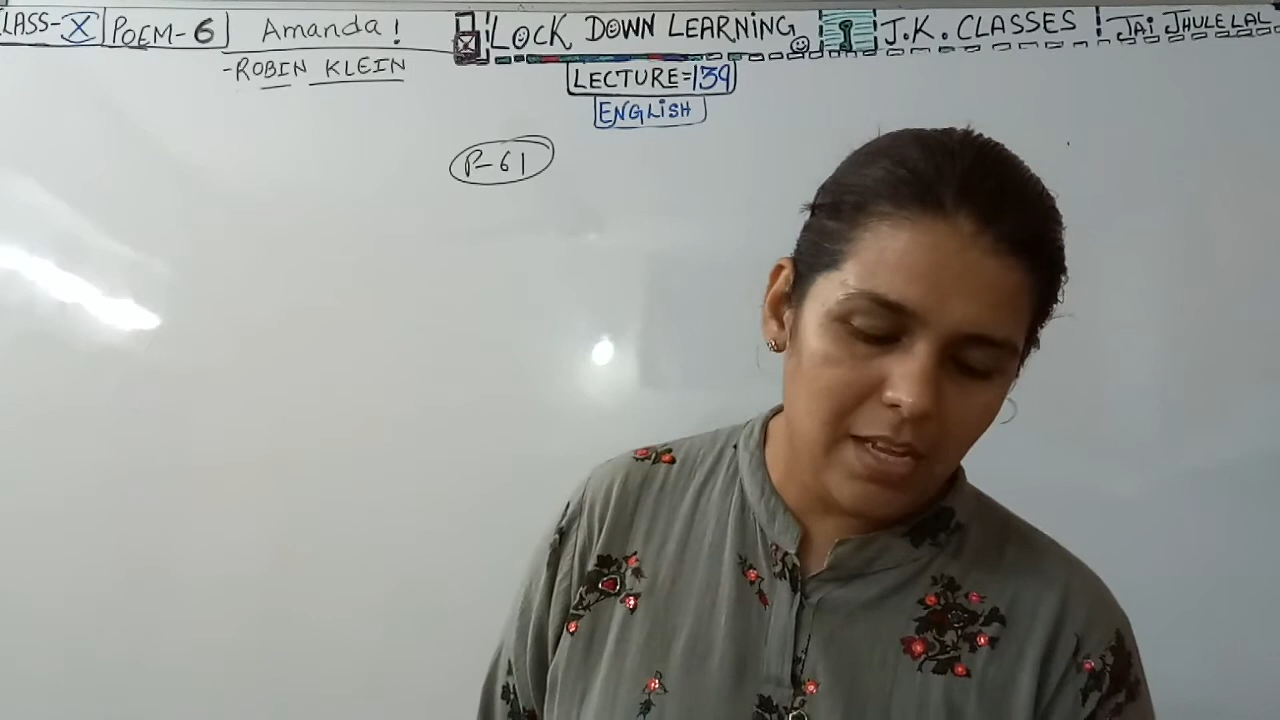 LASS-X POEM-6 Amanda! LOCK DOWN LEARNING J.K. CLASSES ! JAI JHULELAL
-ROBIN KLEIN
LECTURE=139
ENGLISH
P-61